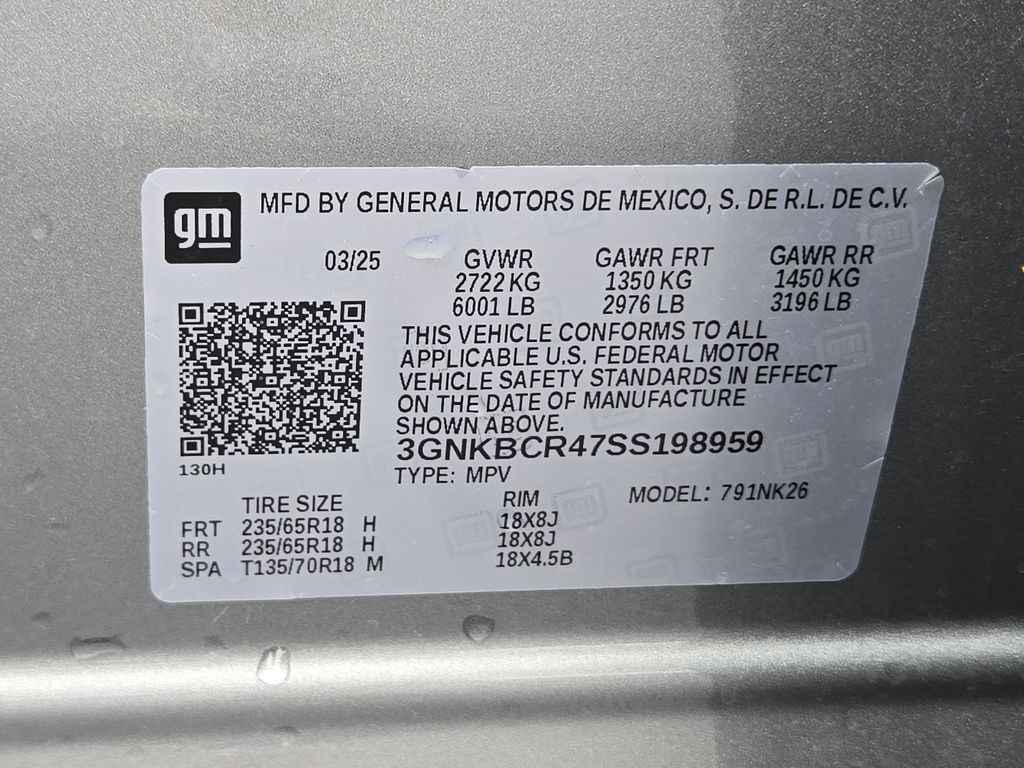 gm
MFD BY GENERAL MOTORS DE MEXICO, S. DE R.L. DE C.V.
03/25 GVWR GAWR FRT GAWR RR
2722 KG 1350 KG 1450 KG
6001 LB 2976 LB 3196 LB
THIS VEHICLE CONFORMS TO ALL
APPLICABLE U.S. FEDERAL MOTOR
VEHICLE SAFETY STANDARDS IN EFFECT
ON THE DATE OF MANUFACTURE
SHOWN ABOVE.
3GNKBCR47SS198959
130H
TYPE: MPV
MODEL: 791NK26
TIRE SIZE RIM
FRT 235/65R18 H 18X8J
RR 235/65R18 H 18X8J
SPA T135/70R18 M 18X4.5B